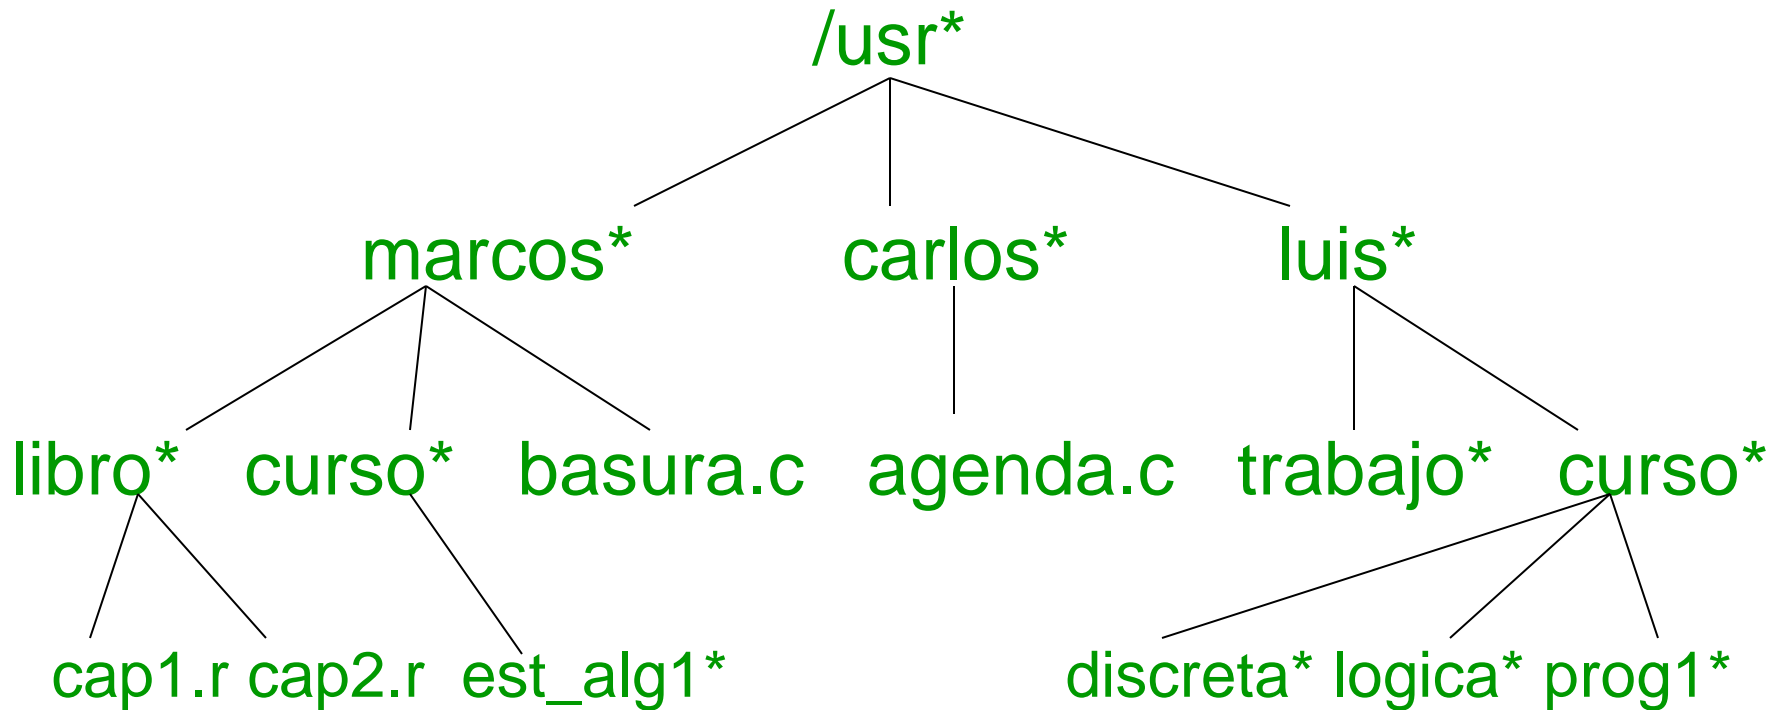 /usr*
marcos* carlos* luis*
libro* curso* basura.c agenda.c trabajo* curso*
cap1.r cap2.r est_alg1* discreta* logica* prog1*